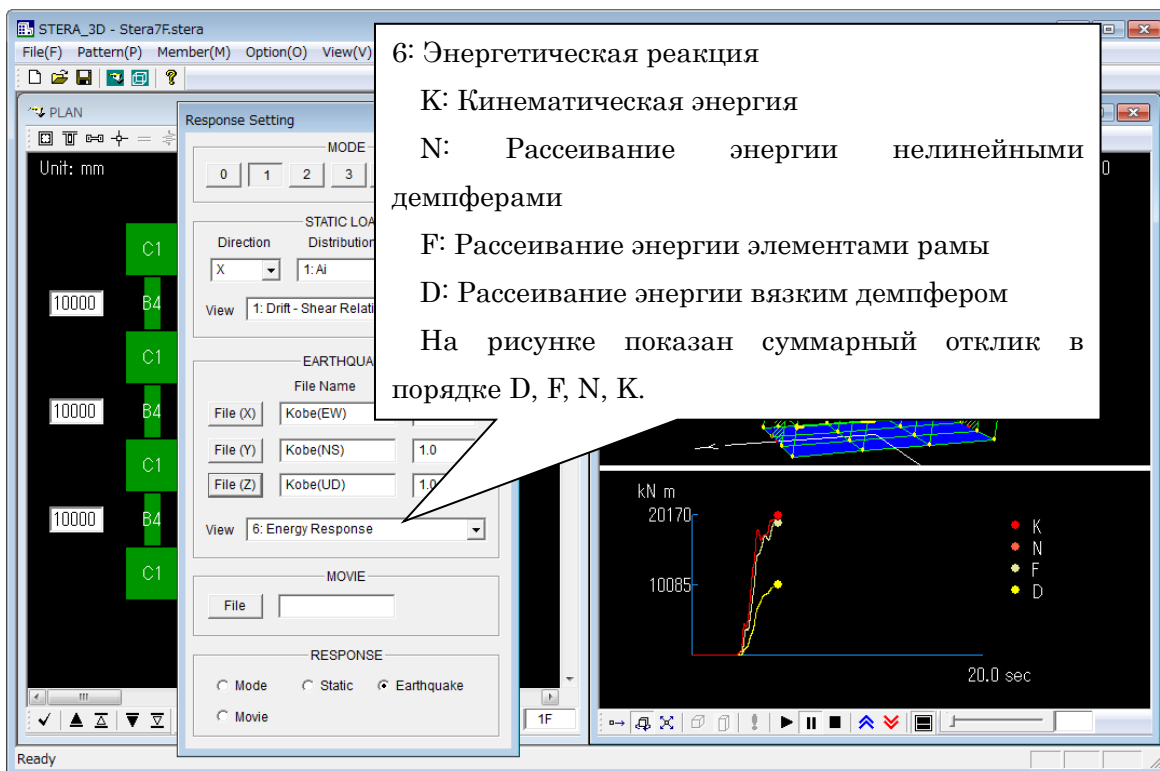 STERA_3D - Stera7F.stera
File(F) Pattern(P) Member(M) Option(O) View(V)
6: Энергетическая реакция
K: Кинематическая энергия
N: Рассеивание энергии нелинейными
демпферами
F: Рассеивание энергии элементами рамы
D: Рассеивание энергии вязким демпфером
На рисунке показан суммарный отклик в
порядке D, F, N, K.
PLAN
Unit: mm
C1
10000 B4
C1
10000 B4
C1
10000 B4
C1
1F
Response Setting
MODE
0 1 2 3
STATIC LOA
Direction Distribution
X 1: Ai
View 1: Drift - Shear Relati
EARTHQUA
File Name
File (X) Kobe(EW)
File (Y) Kobe(NS) 1.0
File (Z) Kobe(UD) 1.0
View 6: Energy Response
MOVIE
File
RESPONSE
Mode Static Earthquake
Movie
0
kN m
20170
10085
K
N
F
D
20.0 sec
Ready